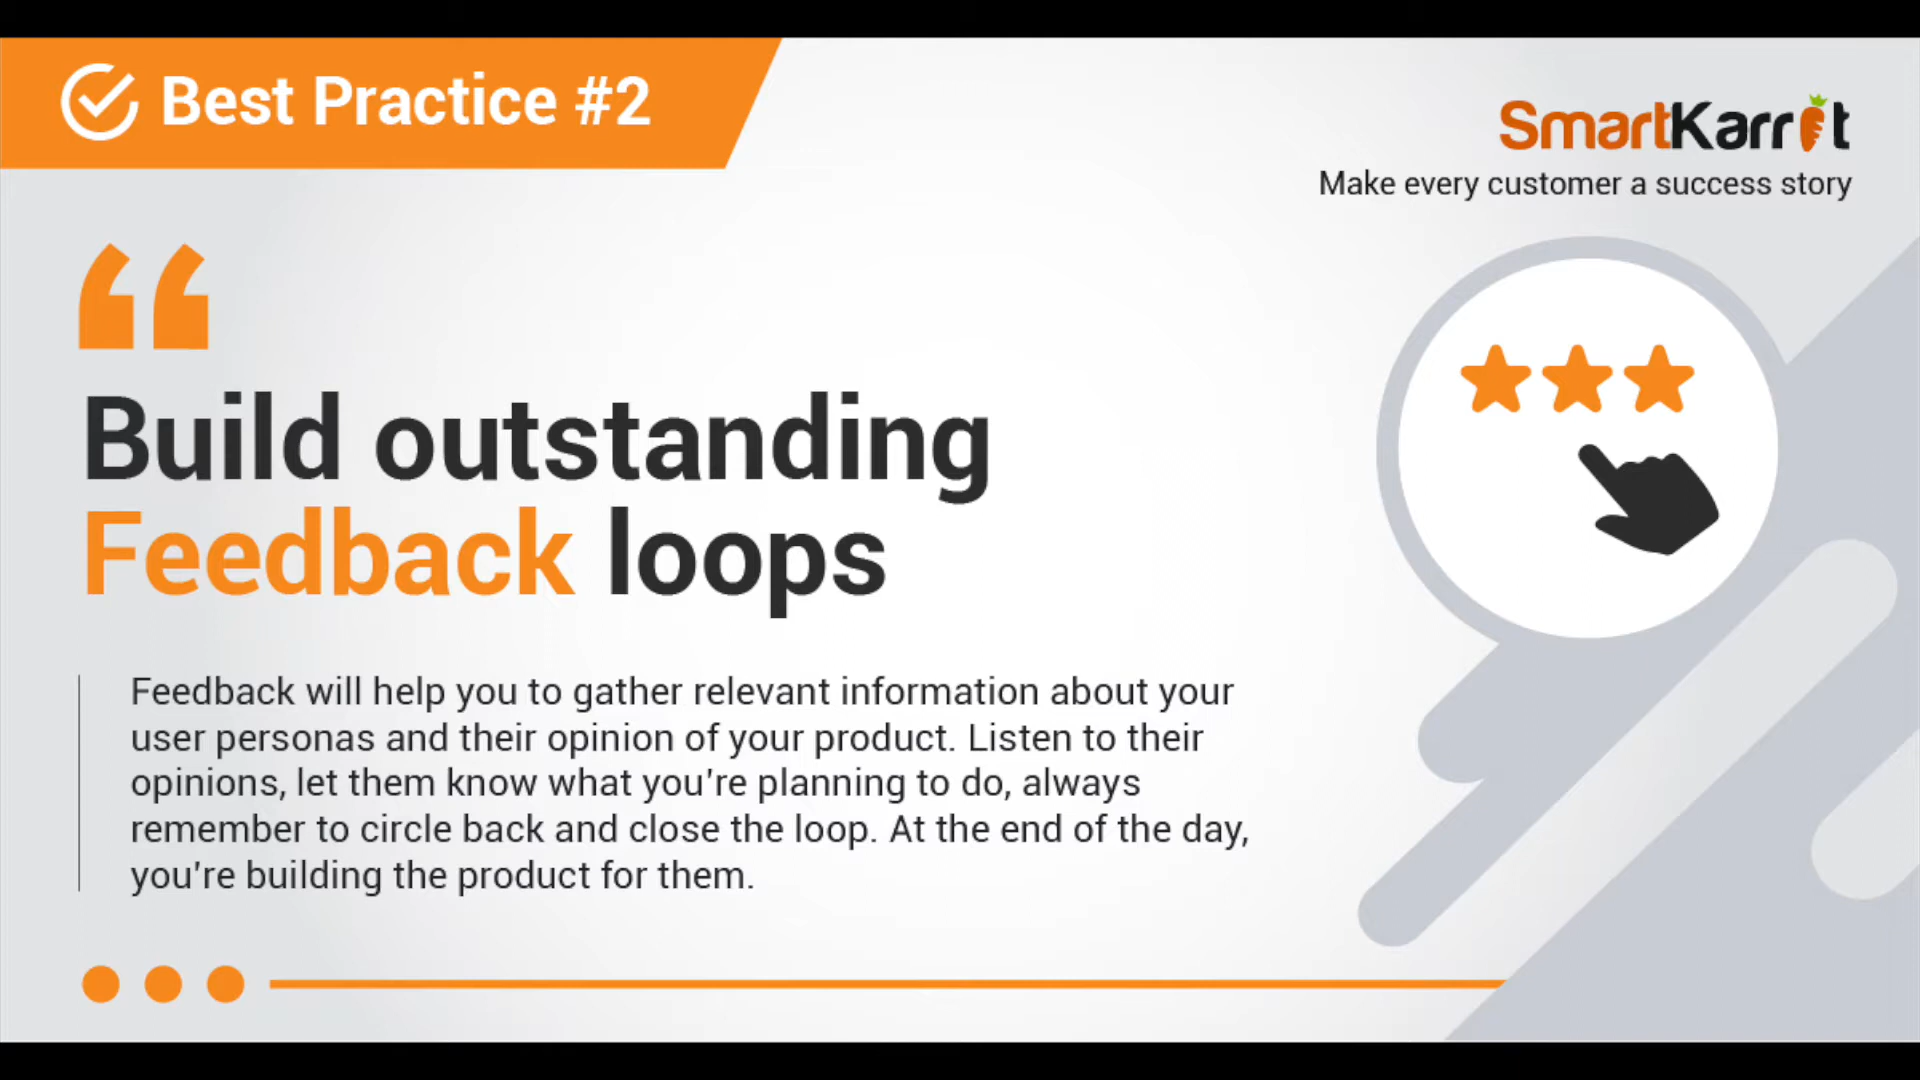 Best Practice #2
SmartKarrot
Make every customer a success story
Build outstanding
Feedback loops
Feedback will help you to gather relevant information about your
user personas and their opinion of your product. Listen to their
opinions, let them know what you're planning to do, always
remember to circle back and close the loop. At the end of the day,
you're building the product for them.